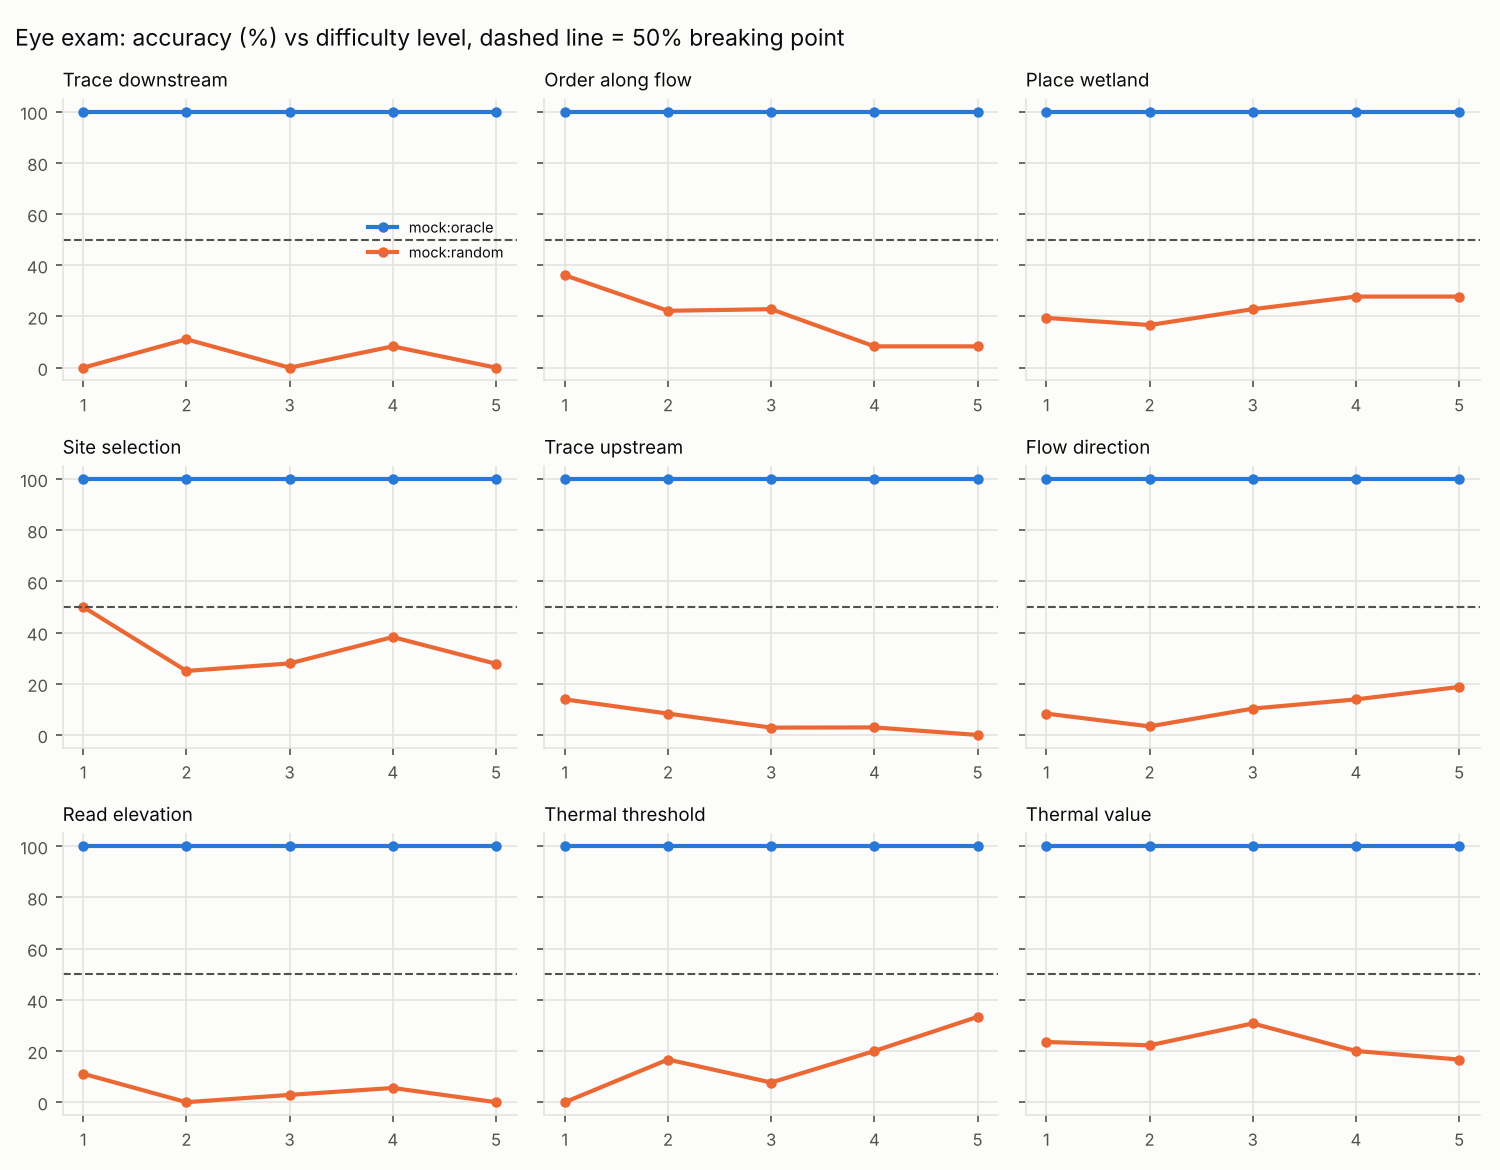 Eye exam: accuracy (%) vs difficulty level, dashed line = 50% breaking point
Trace downstream
100
80
60
40
20
0
1 2 3 4 5
mock:oracle
mock:random
Order along flow
1 2 3 4 5
Place wetland
1 2 3 4 5
Site selection
100
80
60
40
20
0
1 2 3 4 5
Trace upstream
1 2 3 4 5
Flow direction
1 2 3 4 5
Read elevation
100
80
60
40
20
0
1 2 3 4 5
Thermal threshold
1 2 3 4 5
Thermal value
1 2 3 4 5